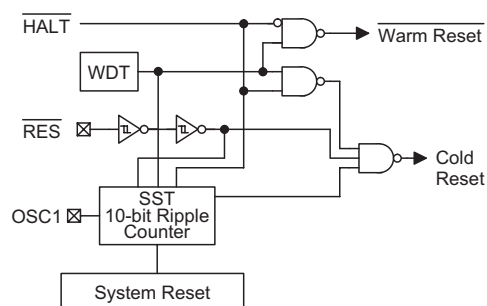 HALT
Warm Reset
WDT
RES
Cold
Reset
SST
10-bit Ripple
Counter
OSC1
System Reset